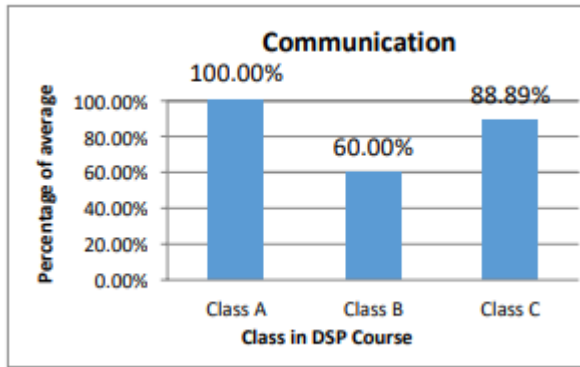 Communication
100.00%
88.89%
60.00%
Percentage of average
100.00%
80.00%
60.00%
40.00%
20.00%
0.00%
Class A Class B Class C
Class in DSP Course